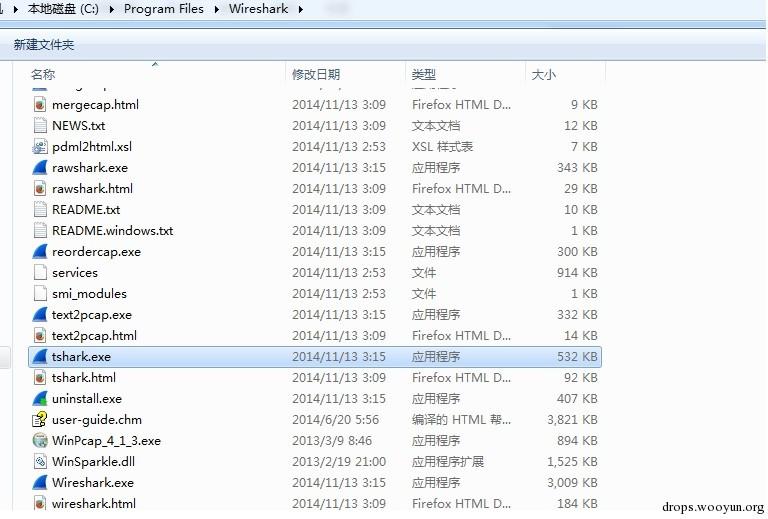 本地磁盘 (C:) Program Files Wireshark
新建文件夹
名称 修改日期 类型 大小
mergecap.html 2014/11/13 3:09 Firefox HTML D... 9 KB
NEWS.txt 2014/11/13 3:09 文本文档 12 KB
pdml2html.xsl 2014/11/13 2:53 XSL 样式表 7 KB
rawshark.exe 2014/11/13 3:15 应用程序 343 KB
rawshark.html 2014/11/13 3:09 Firefox HTML D... 29 KB
README.txt 2014/11/13 3:09 文本文档 10 KB
README.windows.txt 2014/11/13 3:09 文本文档 1 KB
reordercap.exe 2014/11/13 3:15 应用程序 300 KB
services 2014/11/13 2:53 文件 914 KB
smi_modules 2014/11/13 2:53 文件 1 KB
text2pcap.exe 2014/11/13 3:15 应用程序 332 KB
text2pcap.html 2014/11/13 3:09 Firefox HTML D... 14 KB
tshark.exe 2014/11/13 3:15 应用程序 532 KB
tshark.html 2014/11/13 3:09 Firefox HTML D... 92 KB
uninstall.exe 2014/11/13 3:15 应用程序 407 KB
user-guide.chm 2014/6/20 5:56 编译的 HTML 帮... 3,821 KB
WinPcap_4_1_3.exe 2013/3/9 8:46 应用程序 894 KB
WinSparkle.dll 2013/2/19 21:00 应用程序扩展 1,525 KB
Wireshark.exe 2014/11/13 3:15 应用程序 3,009 KB
wireshark.html 2014/11/13 3:09 Firefox HTML D... 184 KB
drops.wooyun.org